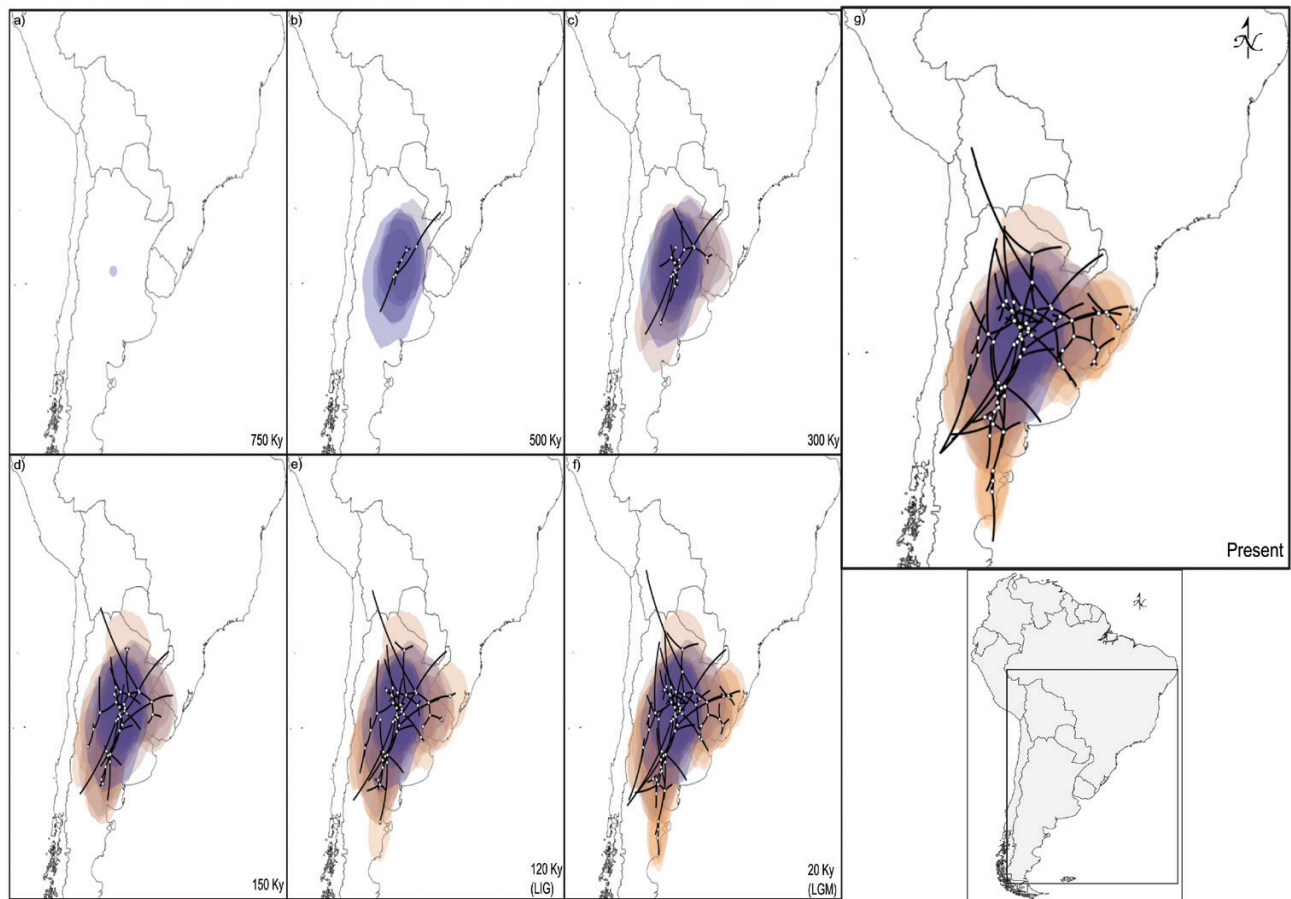 a)
750 Ky
b)
500 Ky
c)
300 Ky
g)
N
Present
d)
150 Ky
e)
120 Ky
(LIG)
f)
20 Ky
(LGM)
N